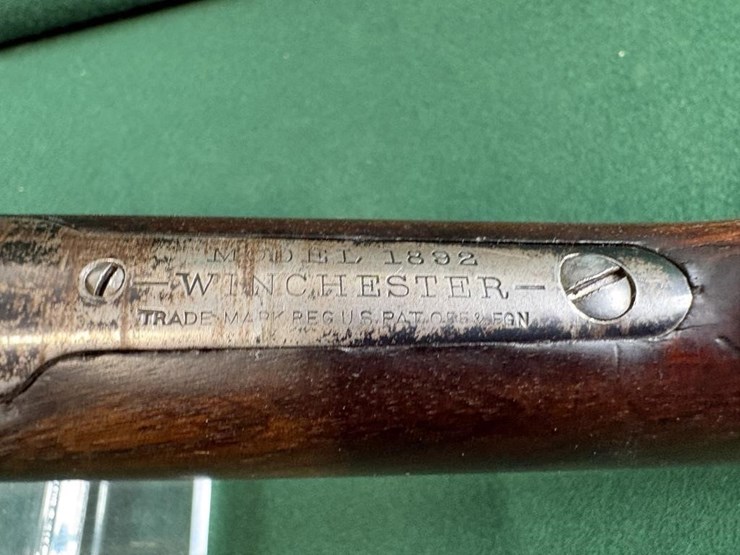 MODEL 1892
—WINCHESTER—
TRADE MARK REG. U.S. PAT. OFF. & FGN